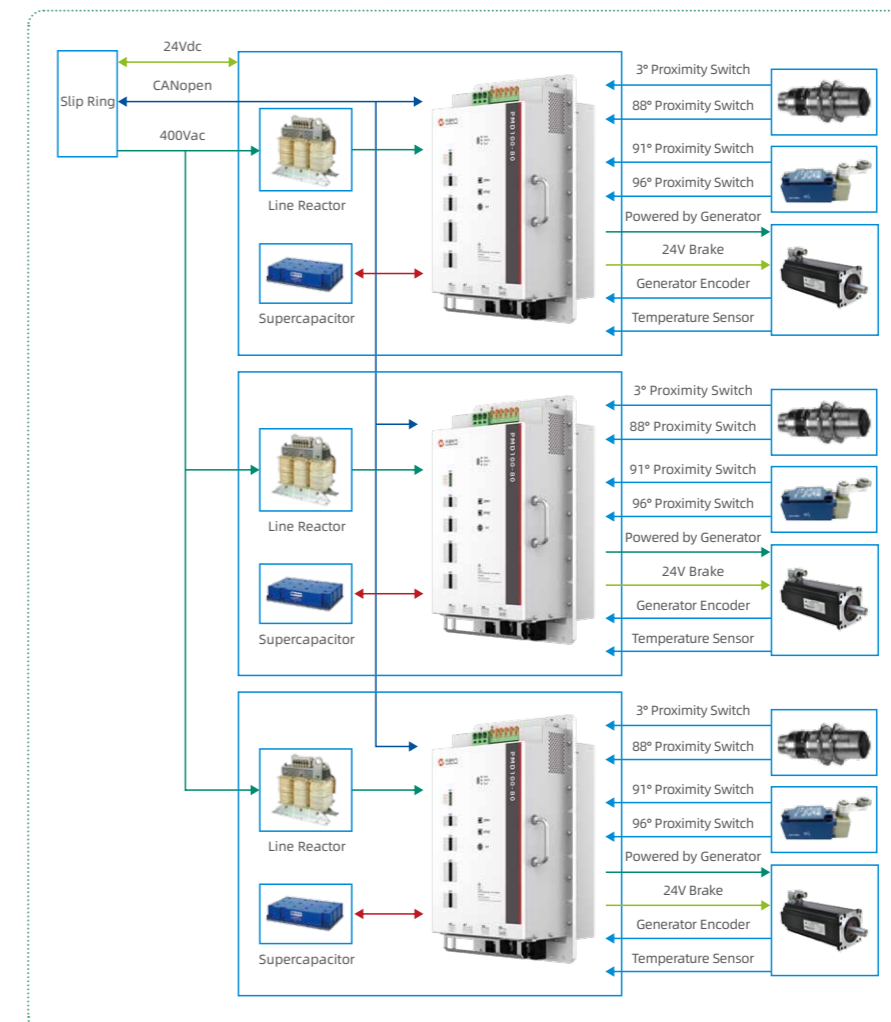 24Vdc
CANopen
400Vac
Slip Ring
Line Reactor
Supercapacitor
PMD100-80
3° Proximity Switch
88° Proximity Switch
91° Proximity Switch
96° Proximity Switch
Powered by Generator
24V Brake
Generator Encoder
Temperature Sensor
Line Reactor
Supercapacitor
PMD100-80
3° Proximity Switch
88° Proximity Switch
91° Proximity Switch
96° Proximity Switch
Powered by Generator
24V Brake
Generator Encoder
Temperature Sensor
Line Reactor
Supercapacitor
PMD100-80
3° Proximity Switch
88° Proximity Switch
91° Proximity Switch
96° Proximity Switch
Powered by Generator
24V Brake
Generator Encoder
Temperature Sensor